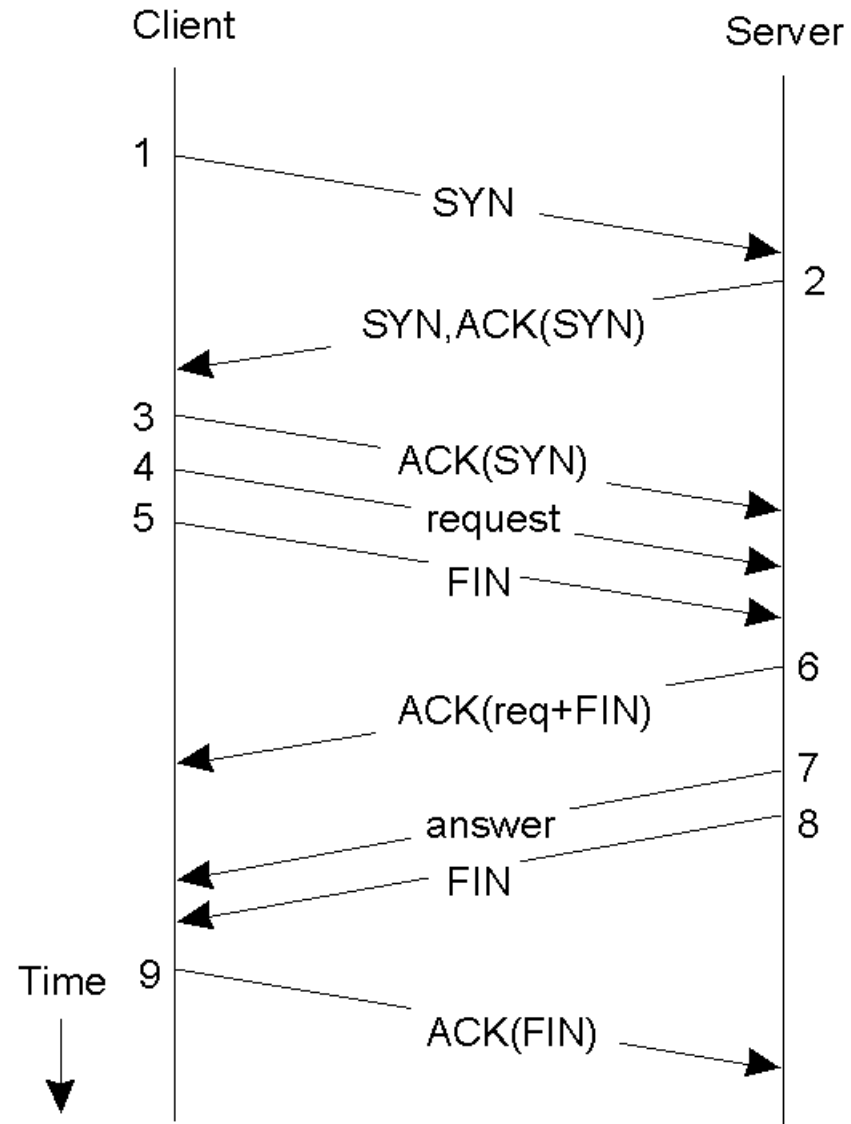 Client
Server
1
SYN
2
SYN,ACK(SYN)
3
ACK(SYN)
4
request
5
FIN
6
ACK(req+FIN)
7
answer
8
FIN
9
Time
ACK(FIN)